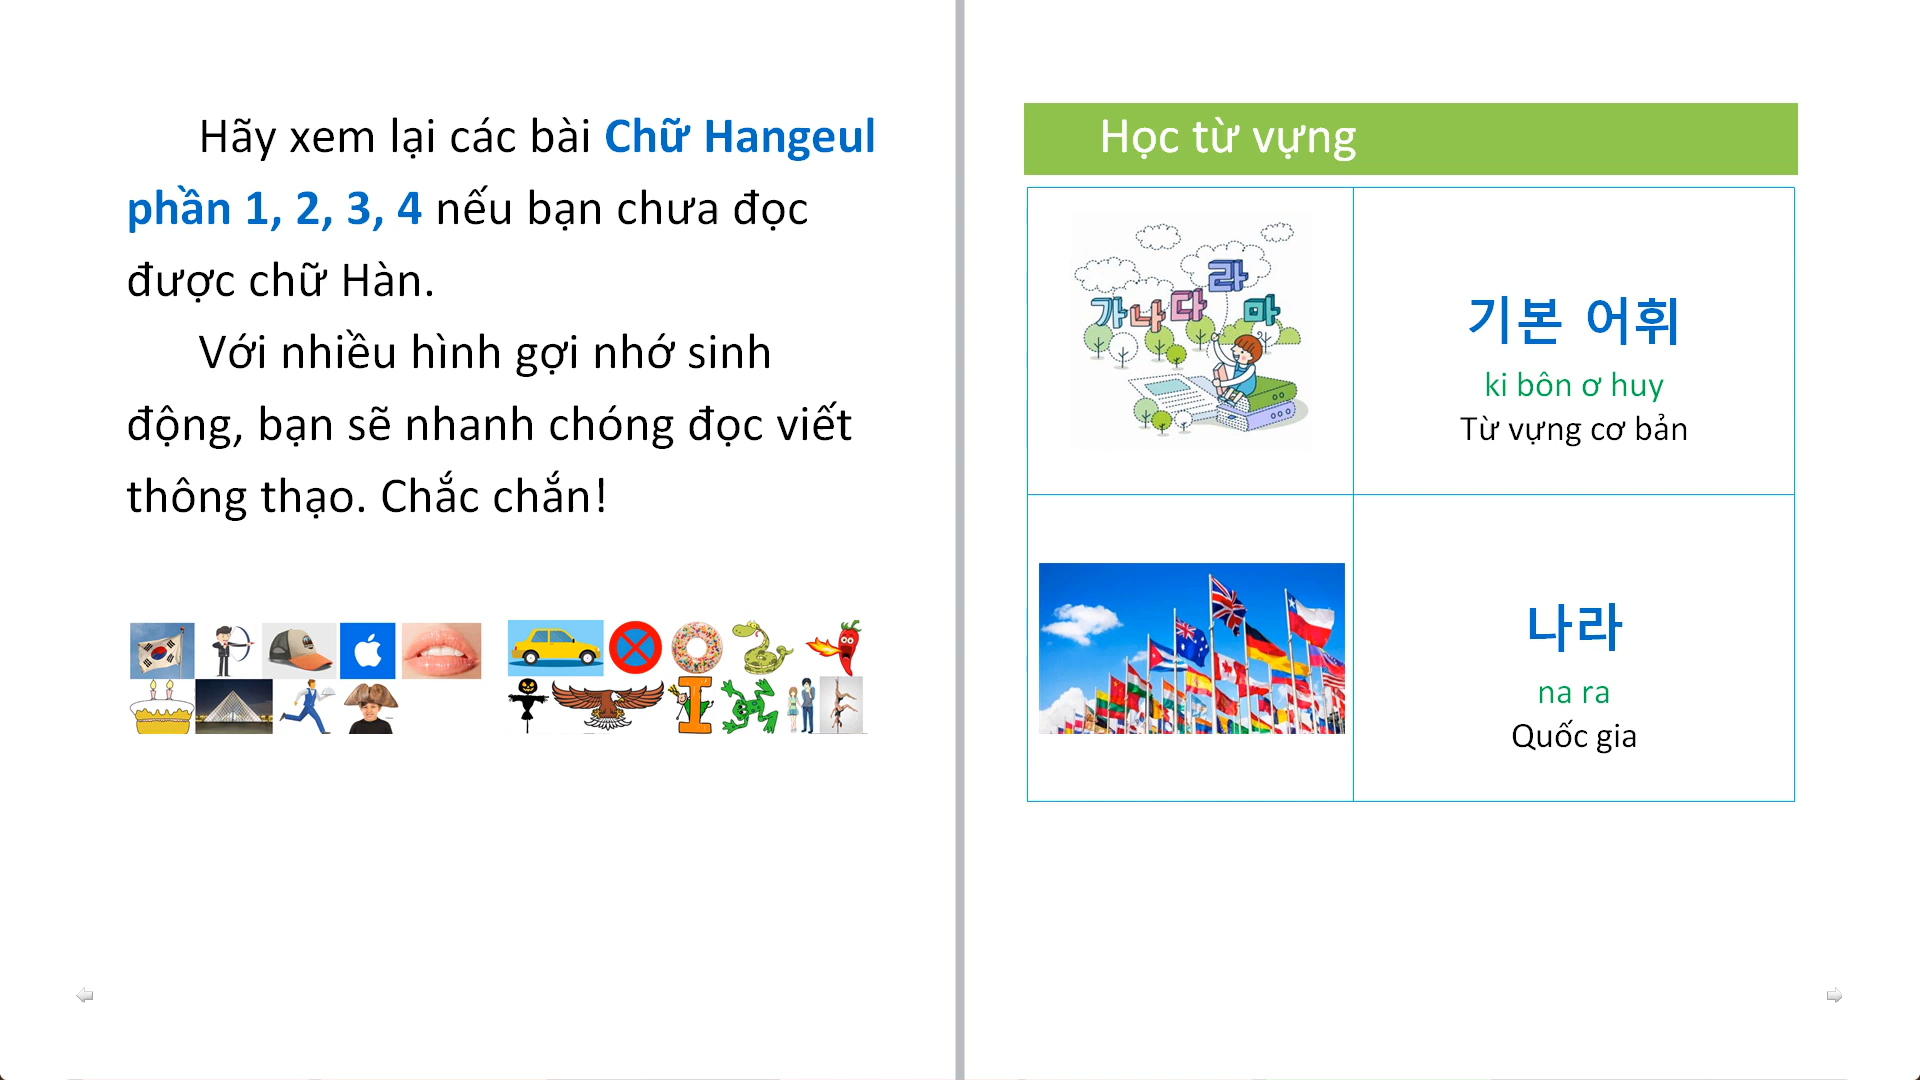 Hãy xem lại các bài Chữ Hangeul
phần 1, 2, 3, 4 nếu bạn chưa đọc
được chữ Hàn.
Với nhiều hình gợi nhớ sinh
động, bạn sẽ nhanh chóng đọc viết
thông thạo. Chắc chắn!
Học từ vựng
가나다라마
기본 어휘
ki bôn ơ huy
Từ vựng cơ bản
나라
na ra
Quốc gia